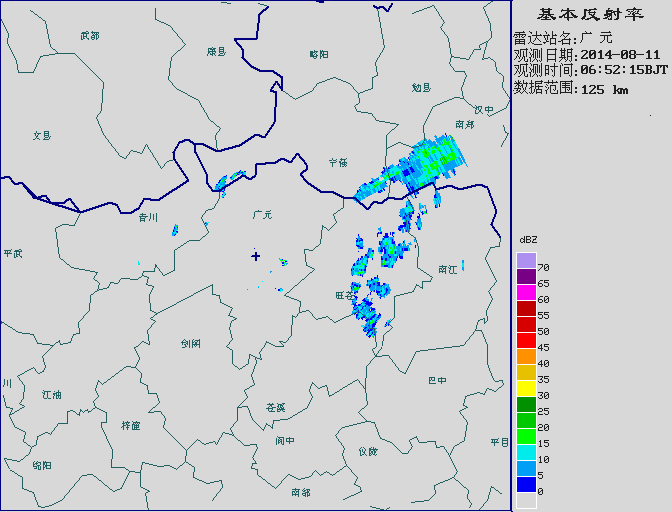 基本反射率
雷达站名:广 元
观测日期:2014-08-11
观测时间:06:52:15BJT
数据范围:125 km
武都
康县
略阳
勉县
汉中
南郑
文县
宁强
广元
青川
平武
南江
旺苍
剑阁
巴中
川
江油
苍溪
梓潼
阆中
仪陇
平昌
绵阳
南部
dBZ
70
65
60
55
50
45
40
35
30
25
20
15
10
5
0